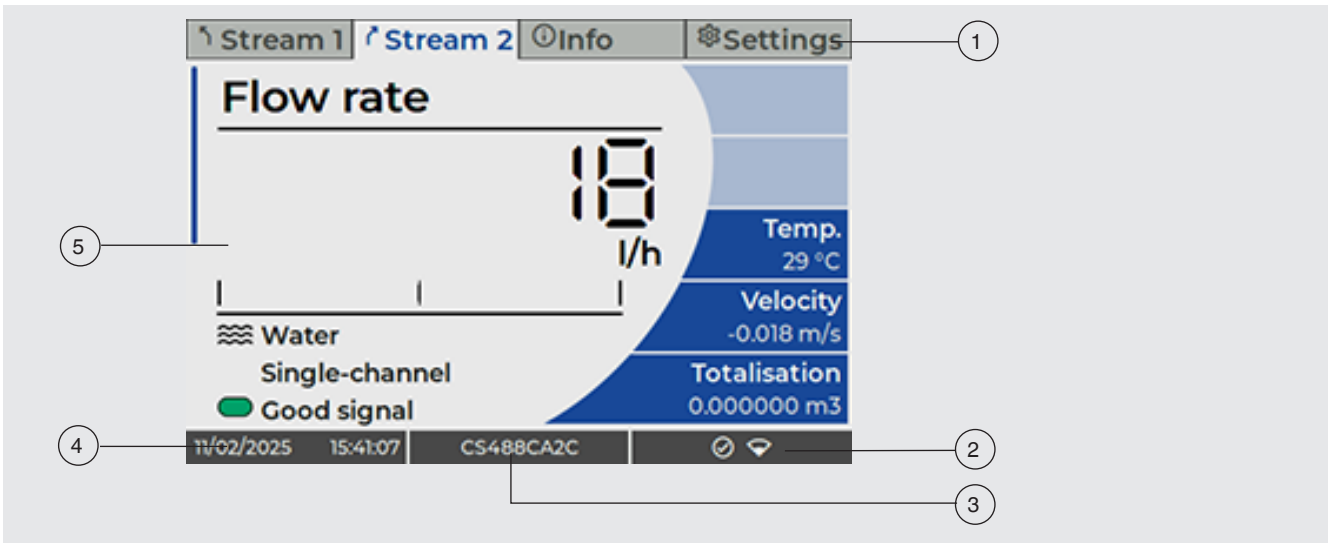 Stream 1 Stream 2 Info Settings
1
Flow rate
18
l/h
5
Temp.
29 °C
Velocity
-0.018 m/s
Totalisation
0.000000 m3
Water
Single-channel
Good signal
4
11/02/2025 15:41:07 CS488CA2C
2
3